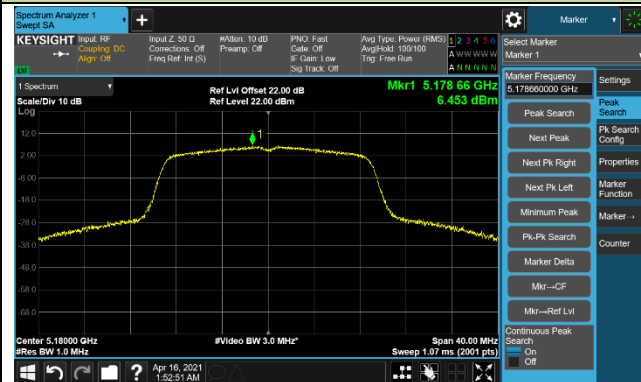 Spectrum Analyzer 1
Swept SA
KEYSIGHT
Input: RF
Coupling: DC
Align: Off
Input Z: 50 Ω
Corrections: Off
Freq Ref: Int (S)
#Atten: 10 dB
Preamp: Off
PNO: Fast
Gate: Off
IF Gain: Low
Sig Track: Off
Avg Type: Power (RMS)
Avg|Hold: 100/100
Trig: Free Run
1 2 3 4 5 6
A W W W W W
A N N N N N
LNI
1 Spectrum
Scale/Div 10 dB
Log
Ref Lvl Offset 22.00 dB
Ref Level 22.00 dBm
Mkr1 5.178 66 GHz
6.453 dBm
1
12.0
2.00
-8.00
-18.0
-28.0
-38.0
-48.0
-58.0
-68.0
Center 5.18000 GHz
#Res BW 1.0 MHz
#Video BW 3.0 MHz*
Span 40.00 MHz
Sweep 1.07 ms (2001 pts)
Apr 16, 2021
1:52:51 AM
Marker
Select Marker
Marker 1
Marker Frequency
5.178660000 GHz
Peak Search
Next Peak
Next Pk Right
Next Pk Left
Minimum Peak
Pk-Pk Search
Marker Delta
Mkr→CF
Mkr→Ref Lvl
Continuous Peak
Search
On
Off
Settings
Peak
Search
Pk Search
Config
Properties
Marker
Function
Marker→
Counter